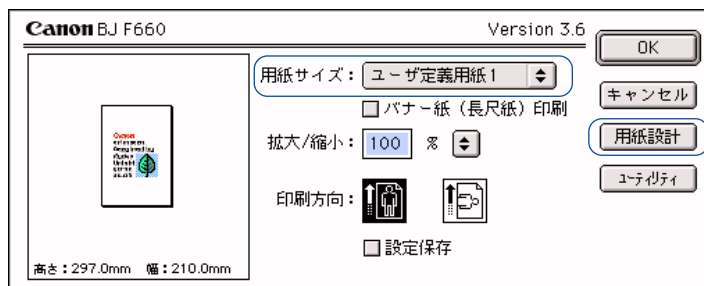 Canon BJ F660
Version 3.6
用紙サイズ： ユーザ定義用紙1
OK
バナー紙（長尺紙）印刷
キャンセル
拡大/縮小： 100 %
用紙設計
印刷方向：
ユーティリティ
設定保存
高さ：297.0mm 幅：210.0mm
Canon